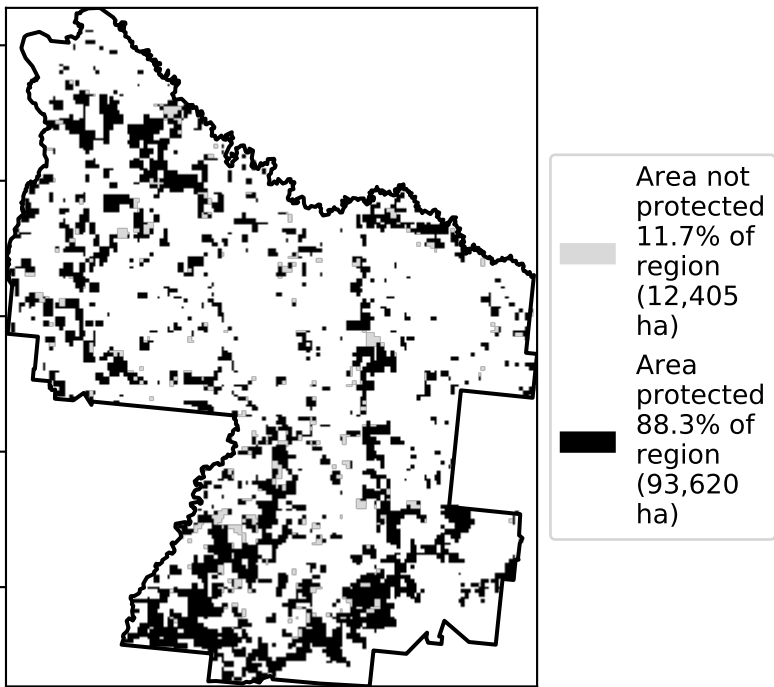 Area not
protected
11.7% of
region
(12,405
ha)
Area
protected
88.3% of
region
(93,620
ha)